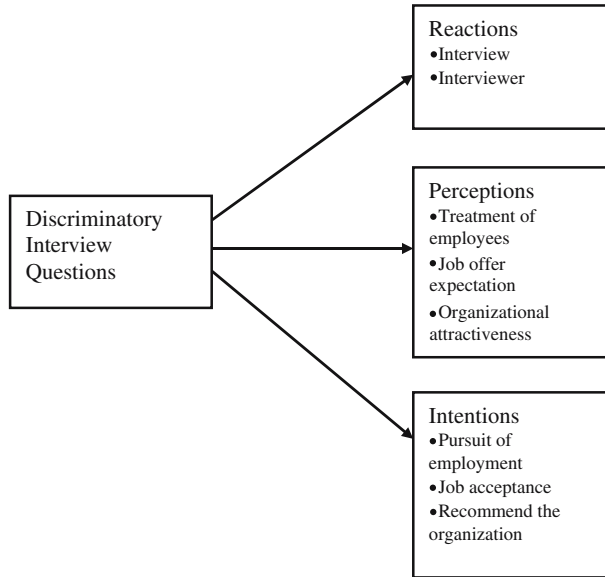 Reactions
•Interview
•Interviewer
Discriminatory
Interview
Questions
Perceptions
•Treatment of
employees
•Job offer
expectation
•Organizational
attractiveness
Intentions
•Pursuit of
employment
•Job acceptance
•Recommend the
organization